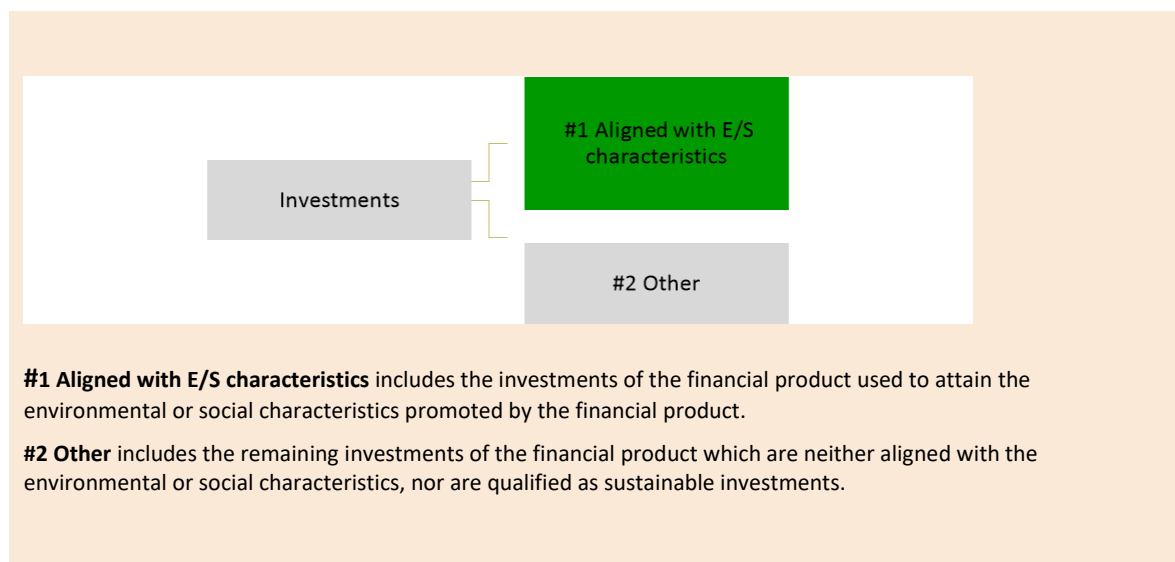 #1 Aligned with E/S
characteristics
Investments
#2 Other
#1 Aligned with E/S characteristics includes the investments of the financial product used to attain the
environmental or social characteristics promoted by the financial product.
#2 Other includes the remaining investments of the financial product which are neither aligned with the
environmental or social characteristics, nor are qualified as sustainable investments.